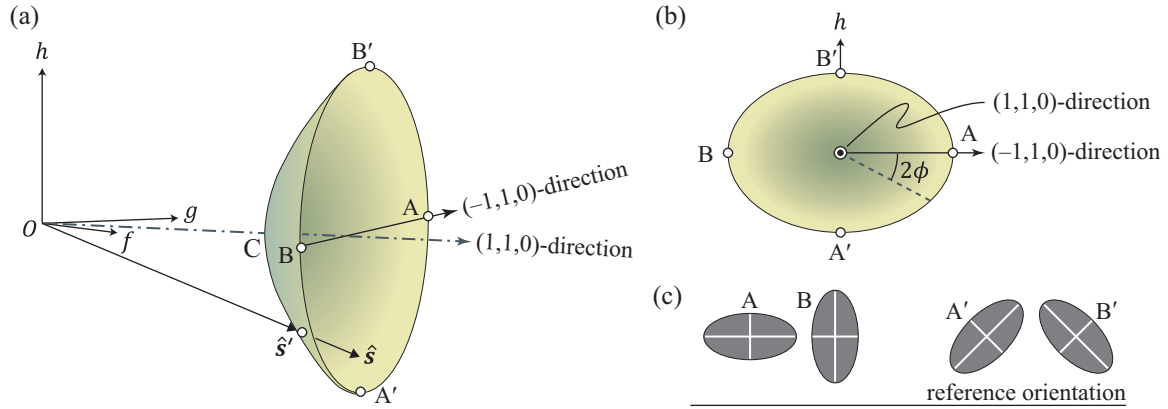 (a)
h
B′
A
(−1,1,0)-direction
g
O
f
C
B
(1,1,0)-direction
ŝ′
ŝ
A′
(b)
h
B′
(1,1,0)-direction
A
B
(−1,1,0)-direction
2ϕ
A′
(c)
A
B
A′
B′
reference orientation